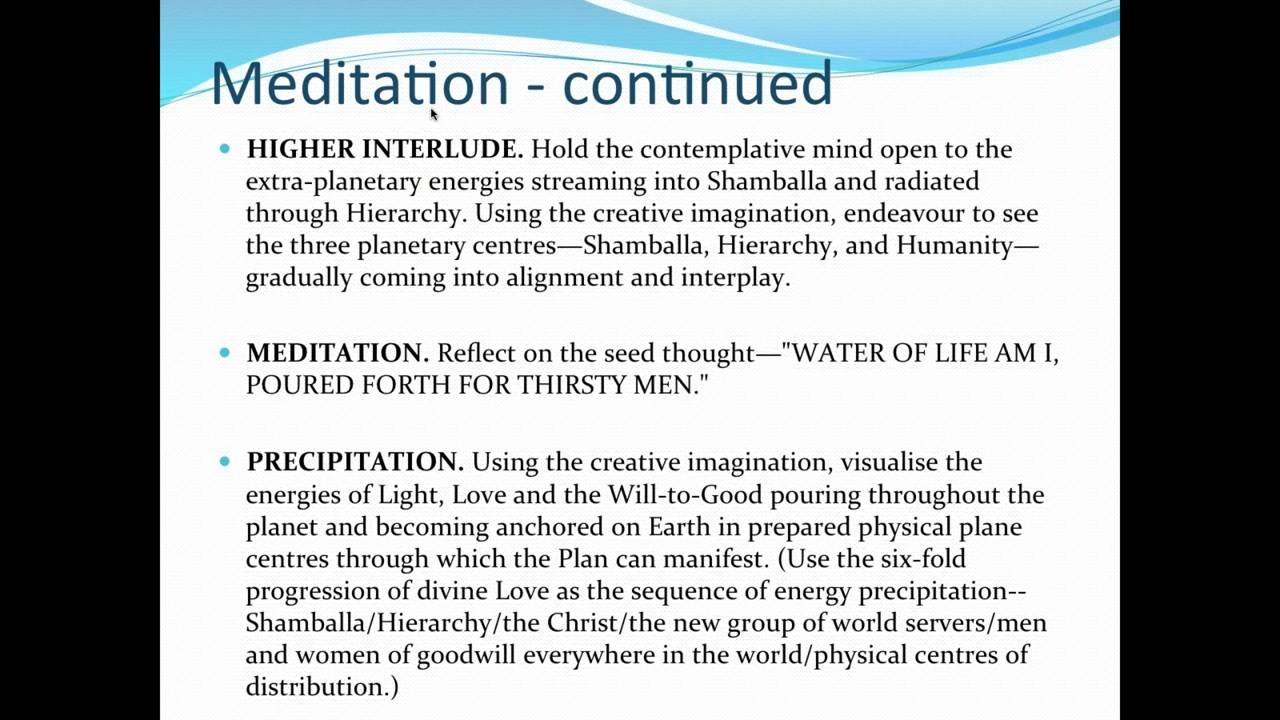 Meditation - continued
• HIGHER INTERLUDE. Hold the contemplative mind open to the
extra-planetary energies streaming into Shamballa and radiated
through Hierarchy. Using the creative imagination, endeavour to see
the three planetary centres—Shamballa, Hierarchy, and Humanity—
gradually coming into alignment and interplay.
• MEDITATION. Reflect on the seed thought—"WATER OF LIFE AM I,
POURED FORTH FOR THIRSTY MEN."
• PRECIPITATION. Using the creative imagination, visualise the
energies of Light, Love and the Will-to-Good pouring throughout the
planet and becoming anchored on Earth in prepared physical plane
centres through which the Plan can manifest. (Use the six-fold
progression of divine Love as the sequence of energy precipitation--
Shamballa/Hierarchy/the Christ/the new group of world servers/men
and women of goodwill everywhere in the world/physical centres of
distribution.)